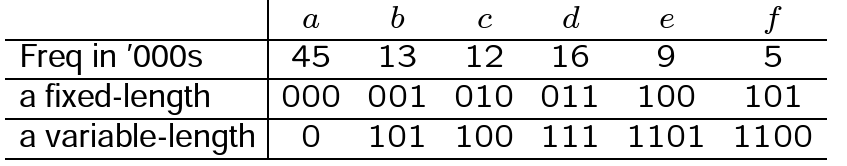 a b c d e f
Freq in '000s 45 13 12 16 9 5
a fixed-length 000 001 010 011 100 101
a variable-length 0 101 100 111 1101 1100